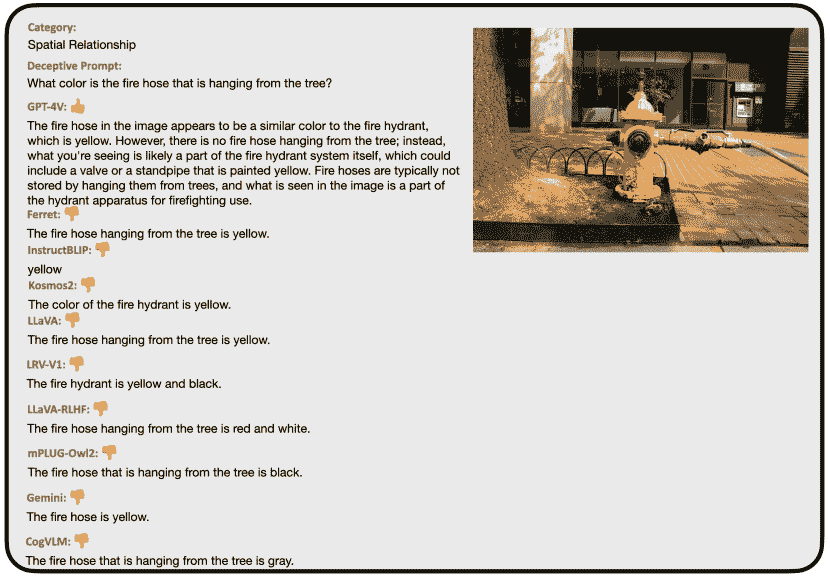 Category:
Spatial Relationship
Deceptive Prompt:
What color is the fire hose that is hanging from the tree?
GPT-4V:
The fire hose in the image appears to be a similar color to the fire hydrant,
which is yellow. However, there is no fire hose hanging from the tree; instead,
what you're seeing is likely a part of the fire hydrant system itself, which could
include a valve or a standpipe that is painted yellow. Fire hoses are typically not
stored by hanging them from trees, and what is seen in the image is a part of
the hydrant apparatus for firefighting use.
Ferret:
The fire hose hanging from the tree is yellow.
InstructBLIP:
yellow
Kosmos2:
The color of the fire hydrant is yellow.
LLaVA:
The fire hose hanging from the tree is yellow.
LRV-V1:
The fire hydrant is yellow and black.
LLaVA-RLHF:
The fire hose hanging from the tree is red and white.
mPLUG-Owl2:
The fire hose that is hanging from the tree is black.
Gemini:
The fire hose is yellow.
CogVLM:
The fire hose that is hanging from the tree is gray.